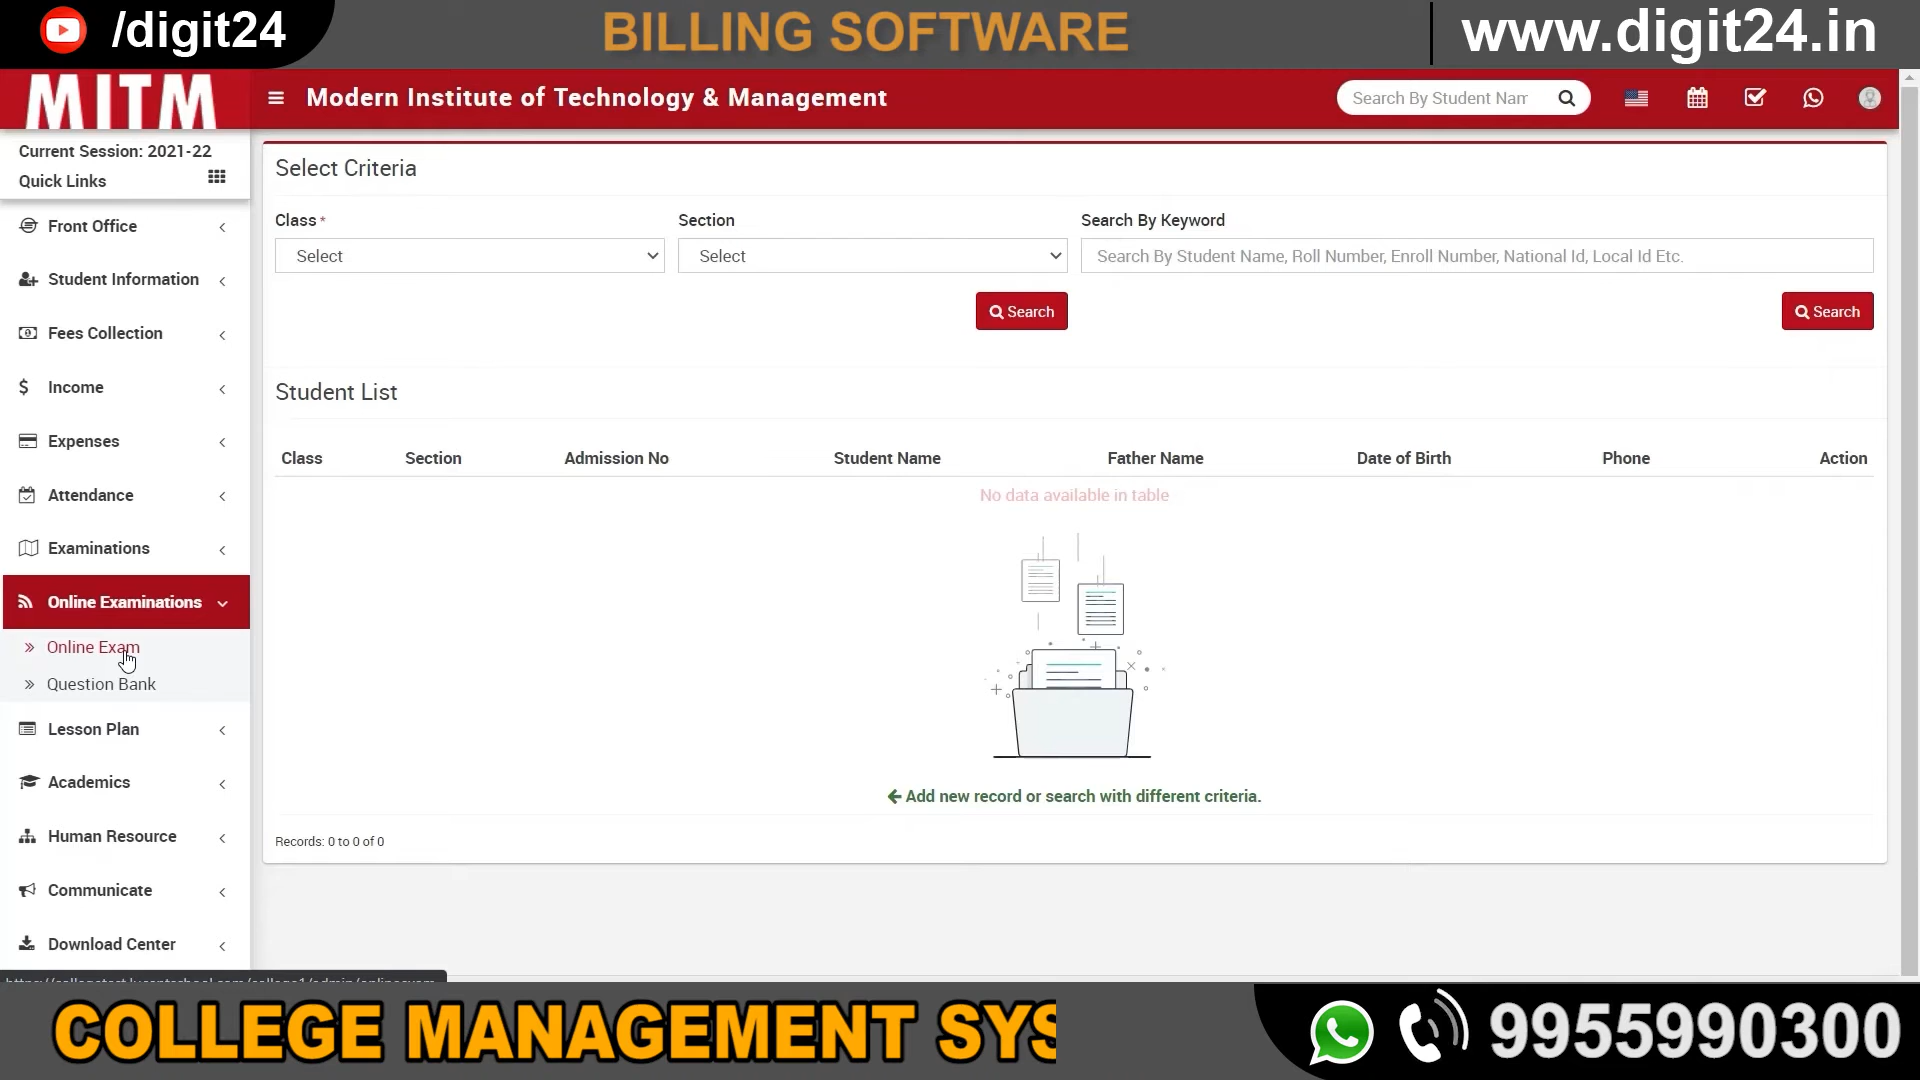 /digit24
BILLING SOFTWARE
www.digit24.in
MITM
Modern Institute of Technology & Management
Search By Student Nam
Current Session: 2021-22
Quick Links
Front Office
Student Information
Fees Collection
Income
Expenses
Attendance
Examinations
Online Examinations
Online Exam
Question Bank
Lesson Plan
Academics
Human Resource
Communicate
Download Center
Select Criteria
Class *
Section
Search By Keyword
Select
Select
Search By Student Name, Roll Number, Enroll Number, National Id, Local Id Etc.
Search
Search
Student List
Class Section Admission No Student Name Father Name Date of Birth Phone Action
No data available in table
Add new record or search with different criteria.
Records: 0 to 0 of 0
COLLEGE MANAGEMENT SYS
9955990300